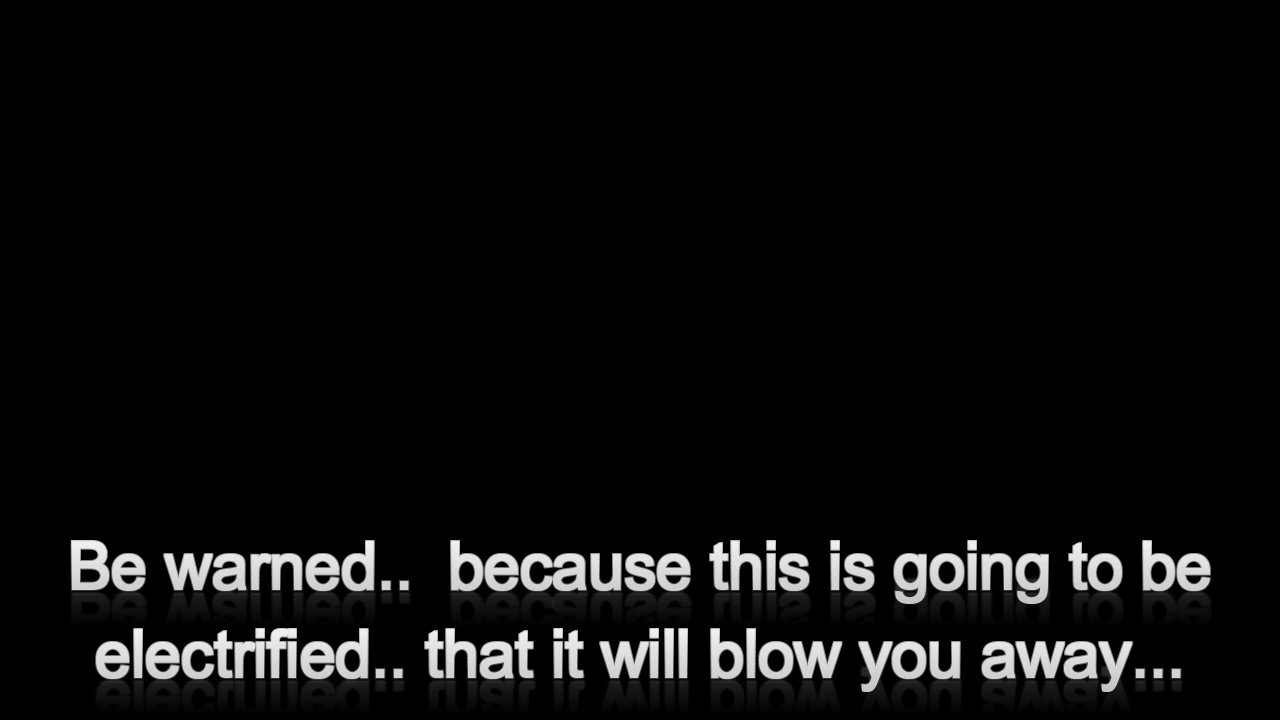 Be warned..  because this is going to be
electrified.. that it will blow you away...